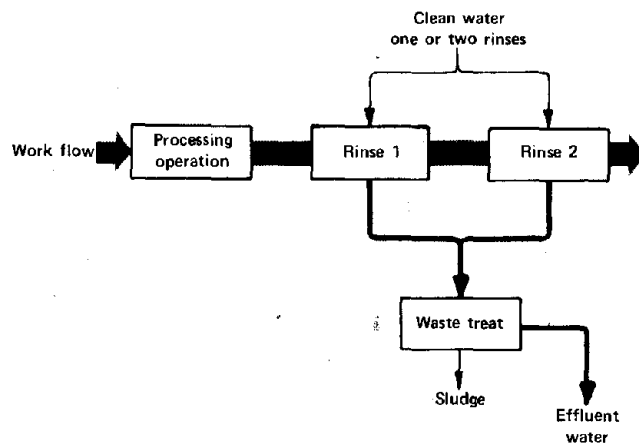 Clean water
one or two rinses
Work flow
Processing
operation
Rinse 1
Rinse 2
Waste treat
Sludge
Effluent
water